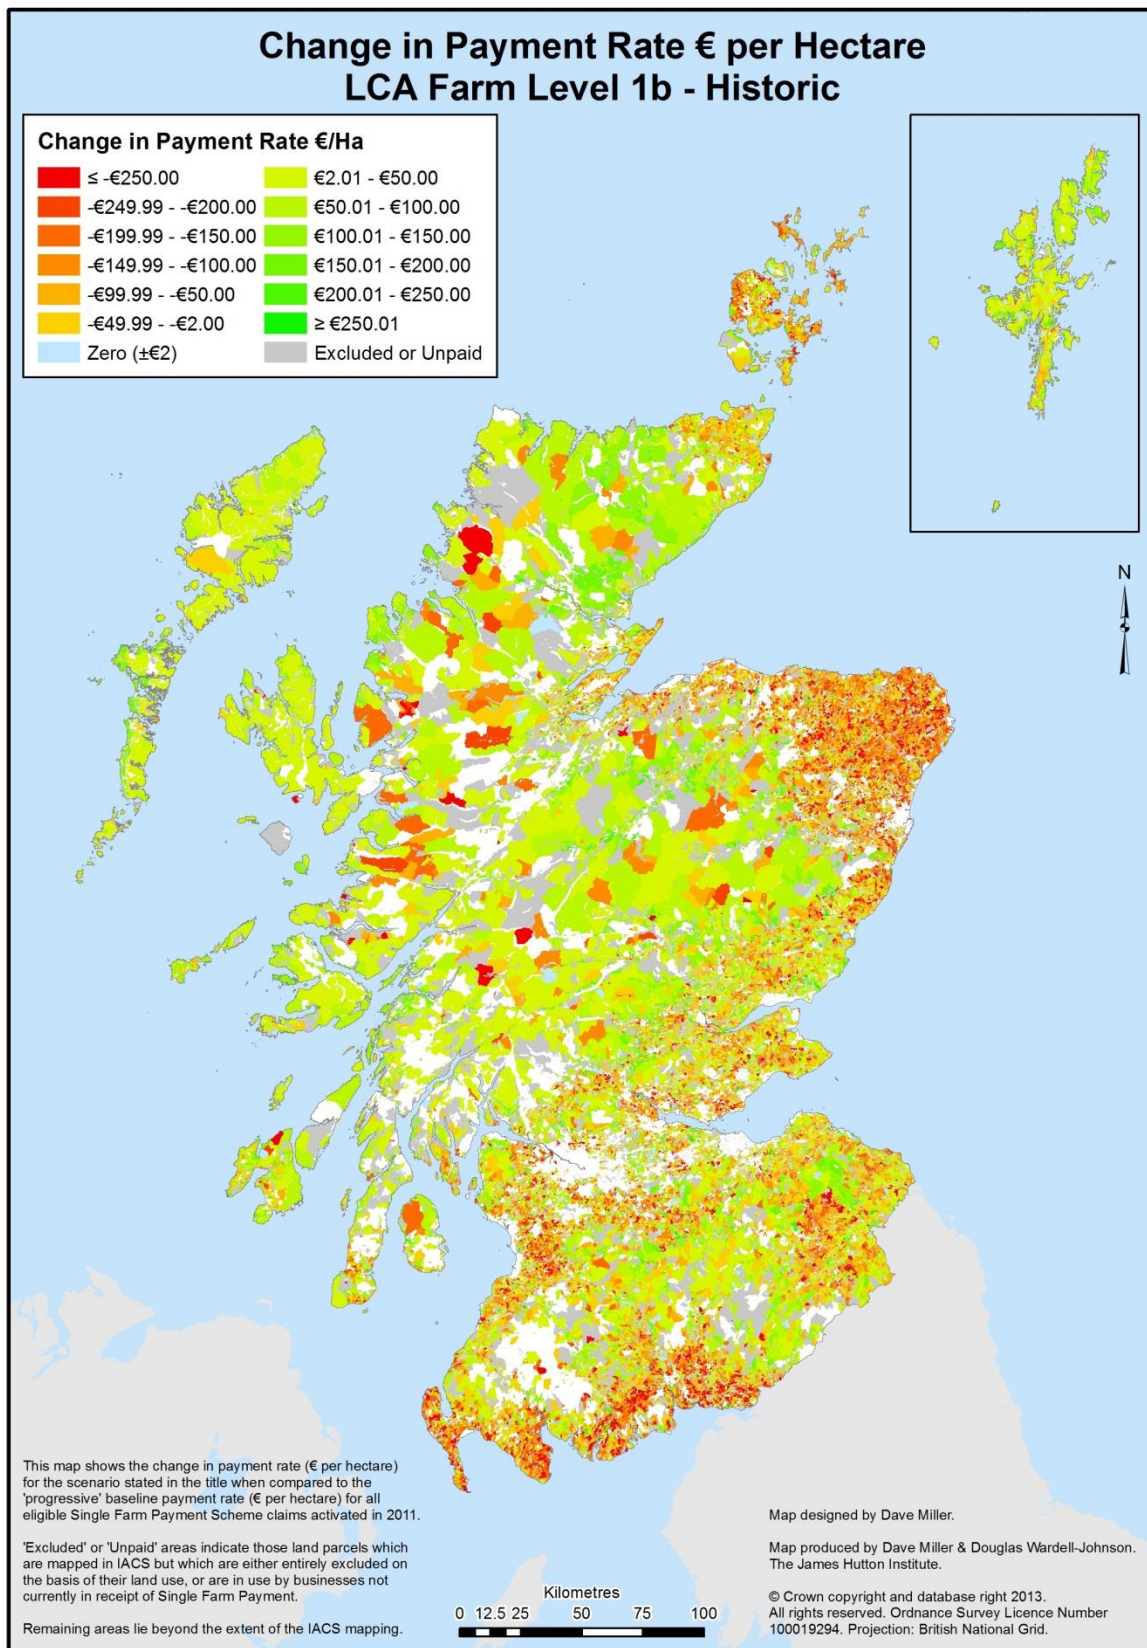 Change in Payment Rate € per Hectare
LCA Farm Level 1b - Historic
Change in Payment Rate €/Ha
≤ -€250.00
-€249.99 - -€200.00
-€199.99 - -€150.00
-€149.99 - -€100.00
-€99.99 - -€50.00
-€49.99 - -€2.00
Zero (±€2)
€2.01 - €50.00
€50.01 - €100.00
€100.01 - €150.00
€150.01 - €200.00
€200.01 - €250.00
≥ €250.01
Excluded or Unpaid
N
This map shows the change in payment rate (€ per hectare)
for the scenario stated in the title when compared to the
'progressive' baseline payment rate (€ per hectare) for all
eligible Single Farm Payment Scheme claims activated in 2011.
'Excluded' or 'Unpaid' areas indicate those land parcels which
are mapped in IACS but which are either entirely excluded on
the basis of their land use, or are in use by businesses not
currently in receipt of Single Farm Payment.
Remaining areas lie beyond the extent of the IACS mapping.
Kilometres
0 12.5 25 50 75 100
Map designed by Dave Miller.
Map produced by Dave Miller & Douglas Wardell-Johnson.
The James Hutton Institute.
© Crown copyright and database right 2013.
All rights reserved. Ordnance Survey Licence Number
100019294. Projection: British National Grid.